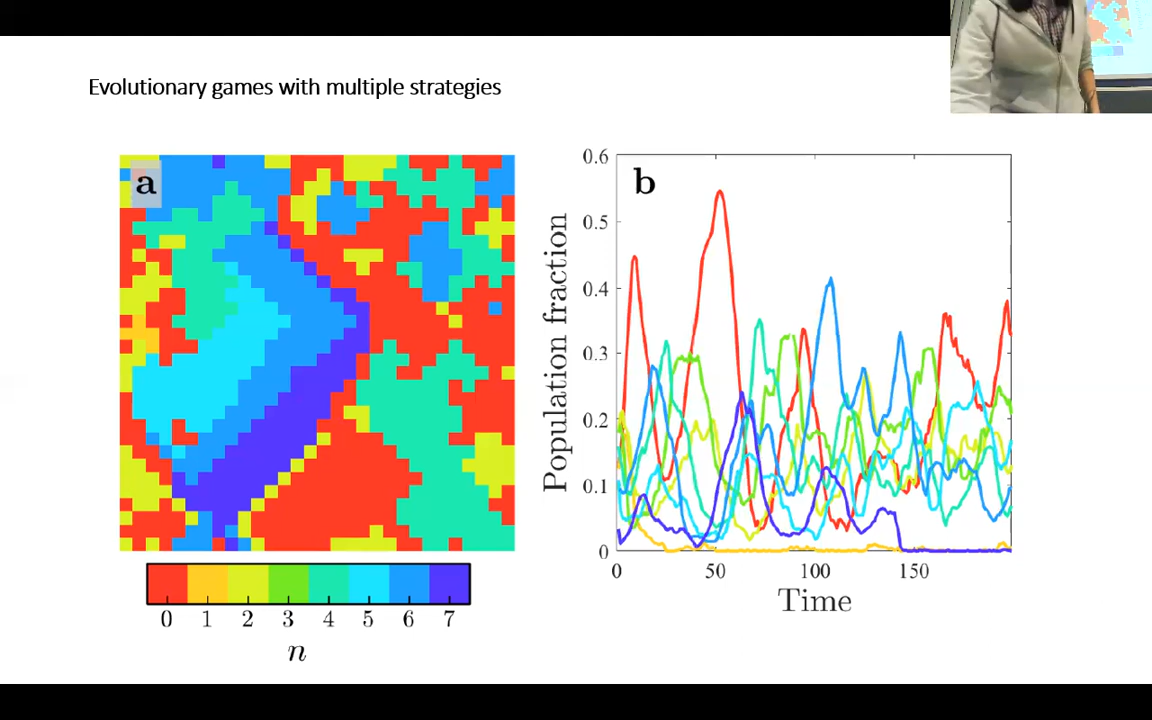 Evolutionary games with multiple strategies
a
0 1 2 3 4 5 6 7
n
b
Population fraction
0.6
0.5
0.4
0.3
0.2
0.1
0
0 50 100 150
Time